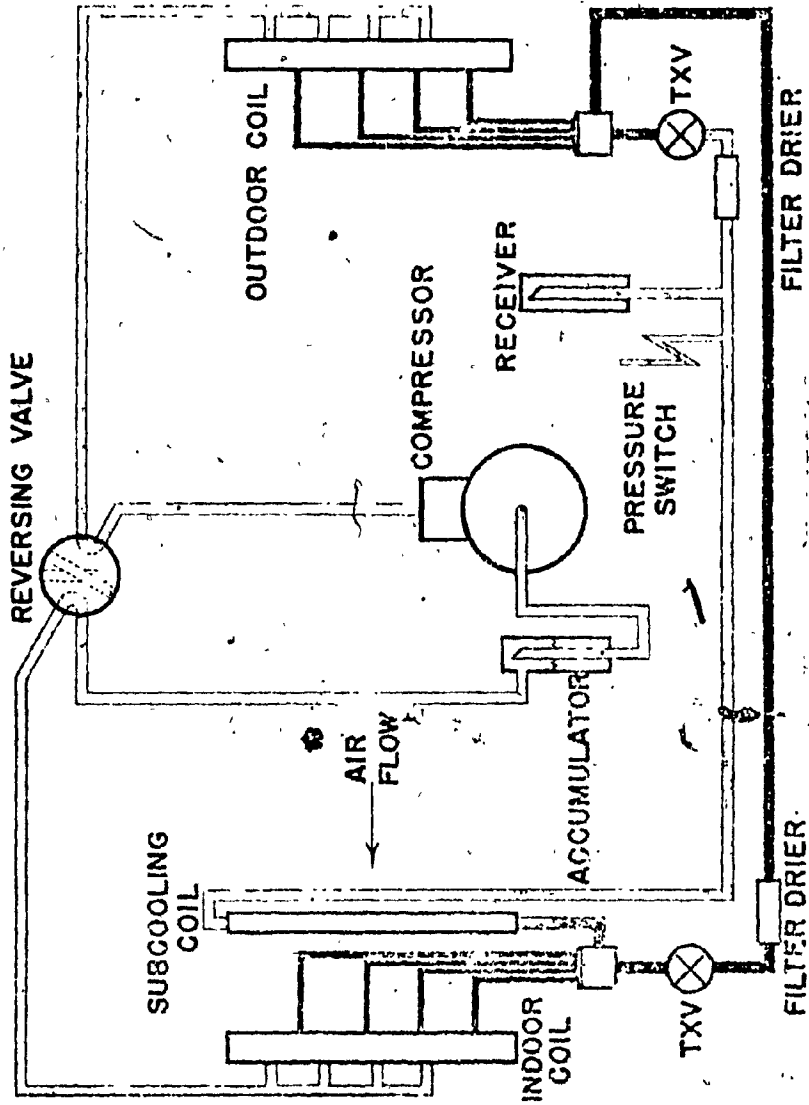 REVERSING VALVE
OUTDOOR COIL
TXV
COMPRESSOR
RECEIVER
FILTER DRIER
PRESSURE
SWITCH
AIR
FLOW
ACCUMULATOR
SUBCOOLING
COIL
INDOOR
COIL
TXV
FILTER DRIER